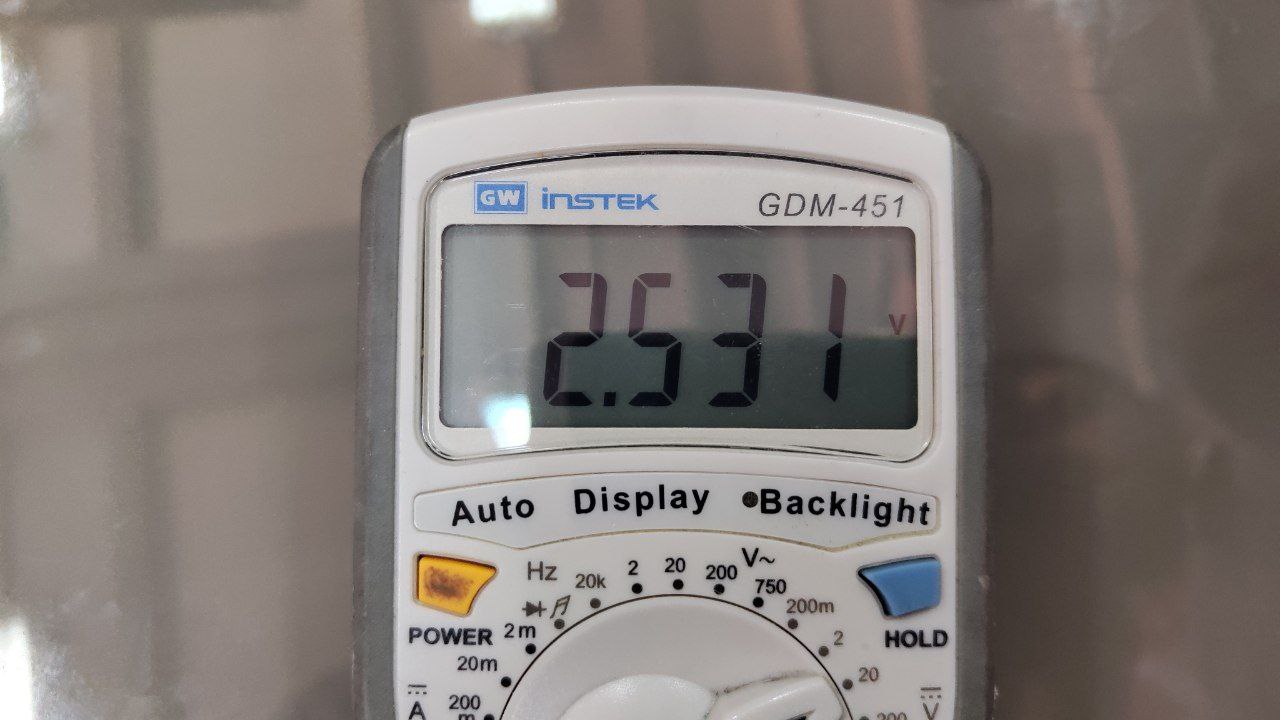 GW INSTEK GDM-451
2.531 V
Auto Display Backlight
Hz 20k 2 20 200 V~ 750
POWER 2m 200m HOLD
20m 2
200m 20
A 200 V